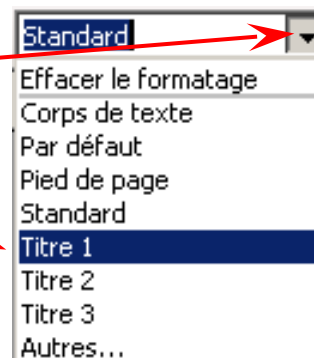 Standard
Effacer le formatage
Corps de texte
Par défaut
Pied de page
Standard
Titre 1
Titre 2
Titre 3
Autres...